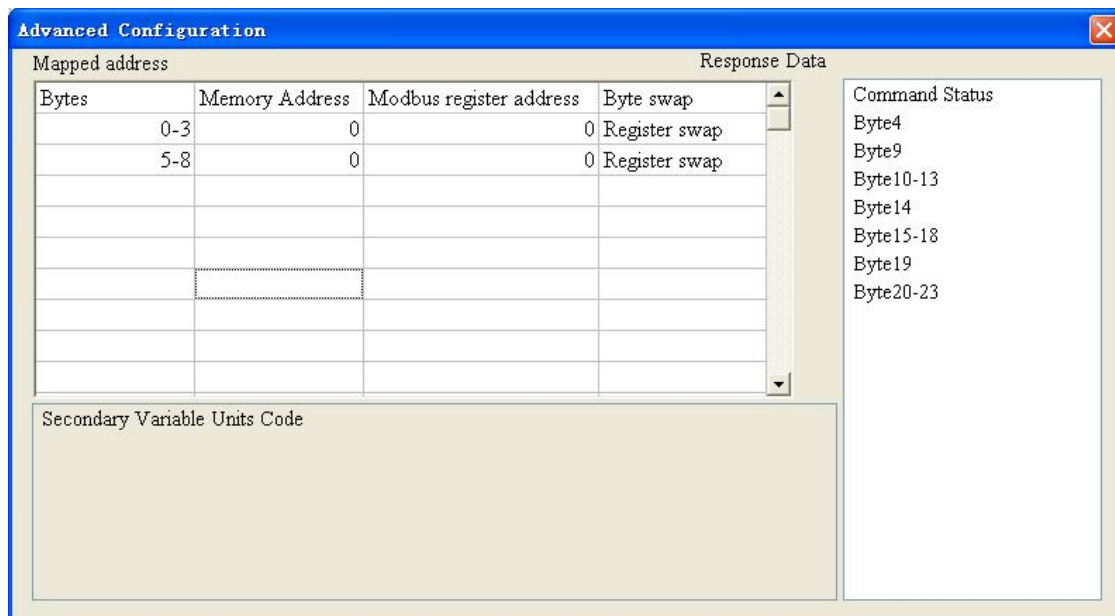 Advanced Configuration
Mapped address
Response Data
Bytes Memory Address Modbus register address Byte swap
0-3 0 0 Register swap
5-8 0 0 Register swap
Secondary Variable Units Code
Command Status
Byte4
Byte9
Byte10-13
Byte14
Byte15-18
Byte19
Byte20-23